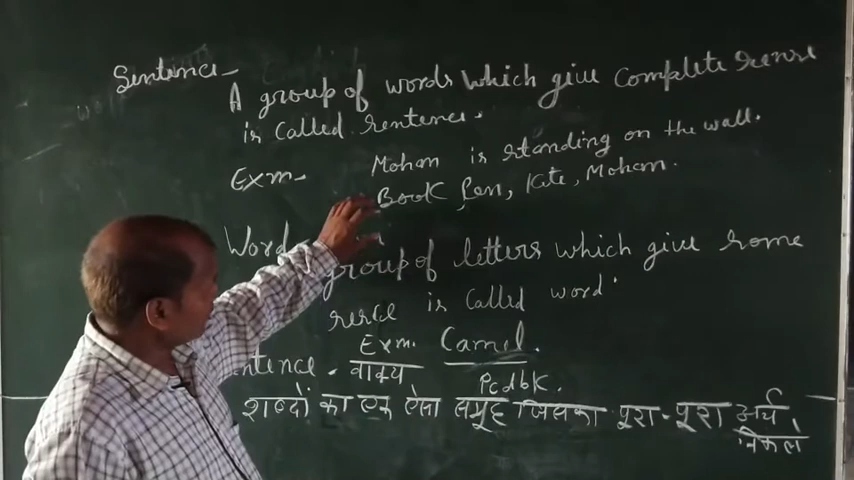 Sentence -
A group of words which give complete sense
is called sentence.
Exm - Mohan is standing on the wall.
Book Pen, Kite, Mohan.
Word
group of letters which give some
sense is called word.
Exm. Camel.
Pcdbk.
Sentence. वाक्य
शब्दों का एक ऐसा समूह जिसका पूरा-पूरा अर्थ
निकले